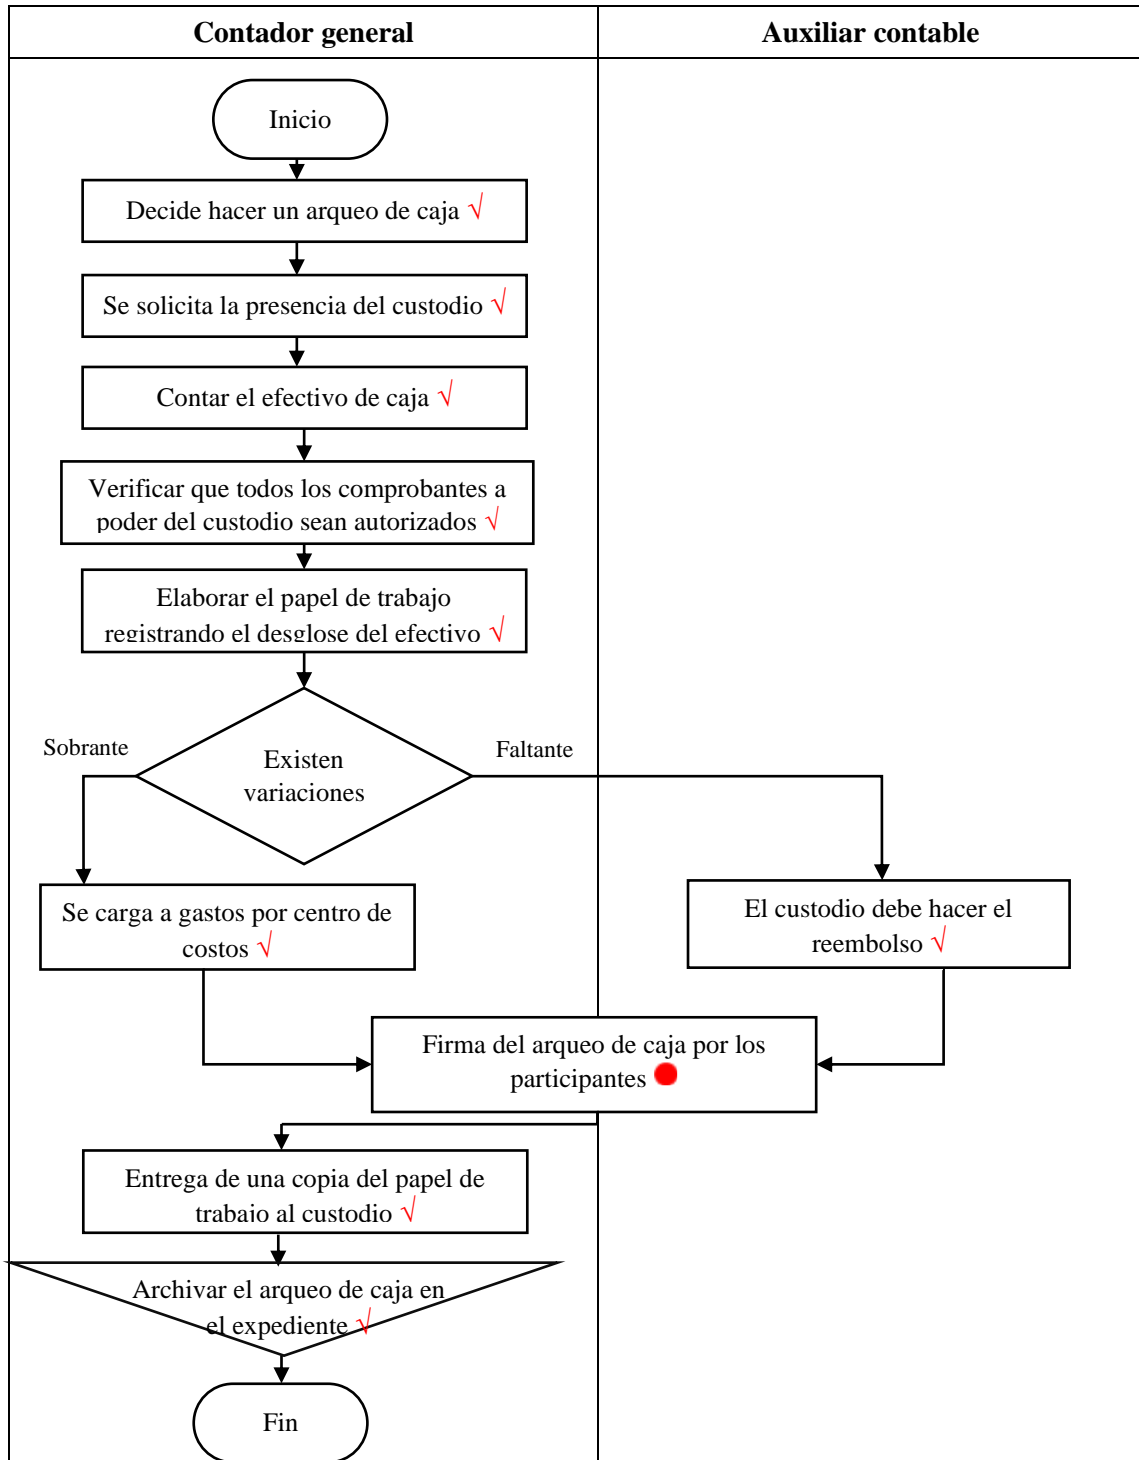 Contador general
Auxiliar contable
Inicio
Decide hacer un arqueo de caja √
Se solicita la presencia del custodio √
Contar el efectivo de caja √
Verificar que todos los comprobantes a
poder del custodio sean autorizados √
Elaborar el papel de trabajo
registrando el desglose del efectivo √
Sobrante
Existen
variaciones
Faltante
Se carga a gastos por centro de
costos √
El custodio debe hacer el
reembolso √
Firma del arqueo de caja por los
participantes
Entrega de una copia del papel de
trabajo al custodio √
Archivar el arqueo de caja en
el expediente √
Fin